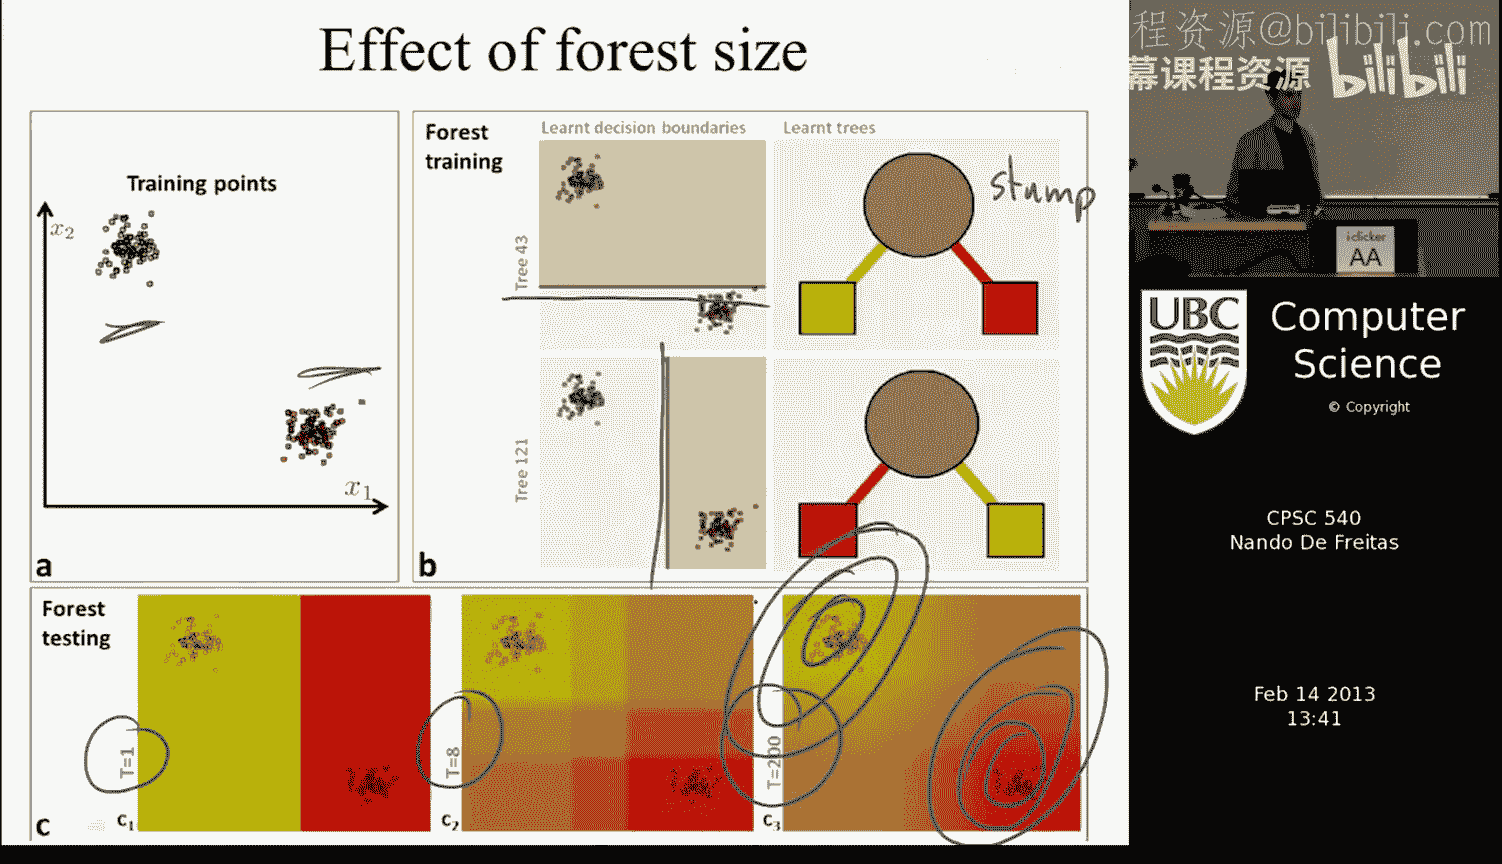 Effect of forest size
Training points
x2
x1
a
Forest
training
Learnt decision boundaries
Learnt trees
Tree 43
stump
Tree 121
b
Forest
testing
T=1
T=8
T=200
c1
c2
c3
c
程资源@bilibili.com
幕课程资源 bilibili
iclicker
AA
UBC
Computer
Science
© Copyright
CPSC 540
Nando De Freitas
Feb 14 2013
13:41